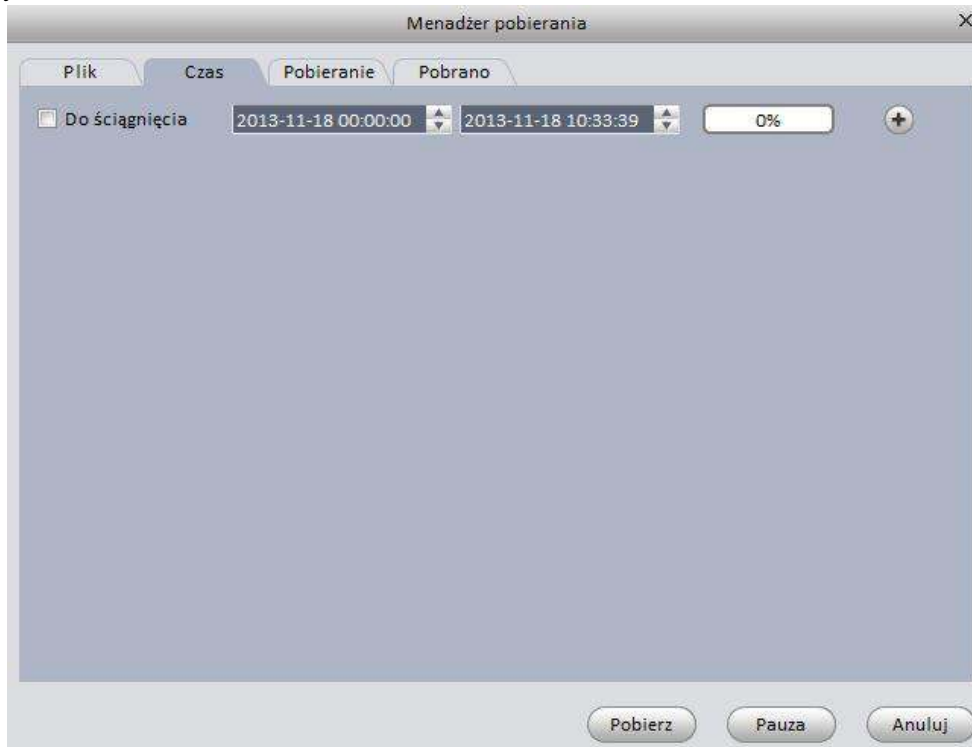 Menadżer pobierania
Plik Czas Pobieranie Pobrano
Do ściągnięcia 2013-11-18 00:00:00 2013-11-18 10:33:39 0%
Pobierz Pauza Anuluj